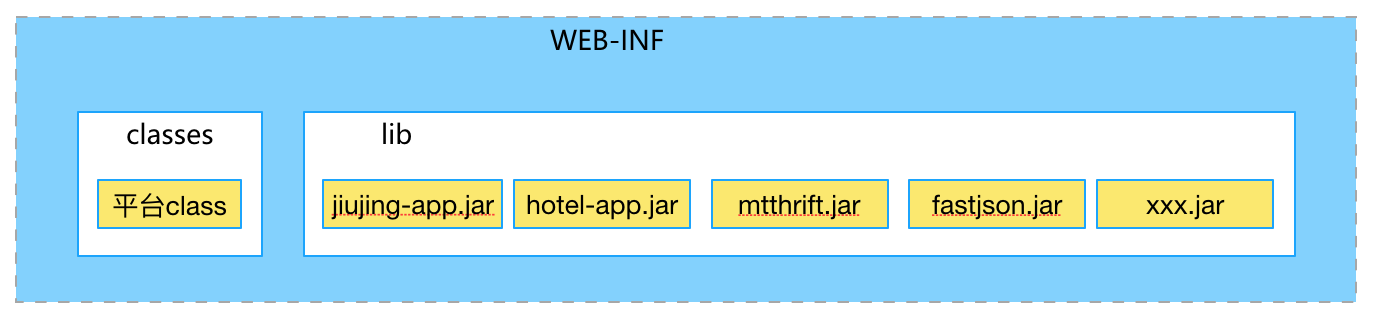 WEB-INF
classes
lib
平台class
jiujing-app.jar
hotel-app.jar
mtthrift.jar
fastjson.jar
xxx.jar